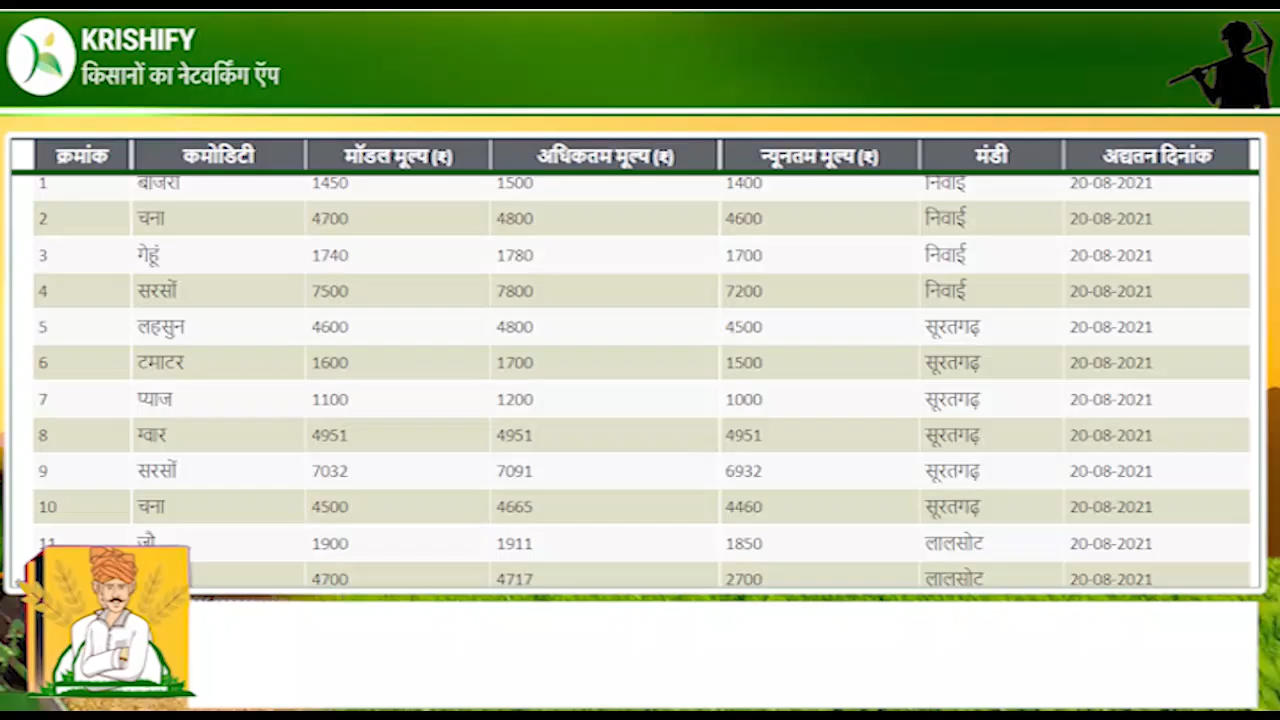 KRISHIFY
किसानों का नेटवर्किंग ऍप
क्रमांक कमोडिटी मॉडल मूल्य (₹) अधिकतम मूल्य (₹) न्यूनतम मूल्य (₹) मंडी अद्यतन दिनांक
1 बाजरा 1450 1500 1400 निवाई 20-08-2021
2 चना 4700 4800 4600 निवाई 20-08-2021
3 गेहूं 1740 1780 1700 निवाई 20-08-2021
4 सरसों 7500 7800 7200 निवाई 20-08-2021
5 लहसुन 4600 4800 4500 सूरतगढ़ 20-08-2021
6 टमाटर 1600 1700 1500 सूरतगढ़ 20-08-2021
7 प्याज 1100 1200 1000 सूरतगढ़ 20-08-2021
8 ग्वार 4951 4951 4951 सूरतगढ़ 20-08-2021
9 सरसों 7032 7091 6932 सूरतगढ़ 20-08-2021
10 चना 4500 4665 4460 सूरतगढ़ 20-08-2021
11 जौ 1900 1911 1850 लालसोट 20-08-2021
4700 4717 2700 लालसोट 20-08-2021